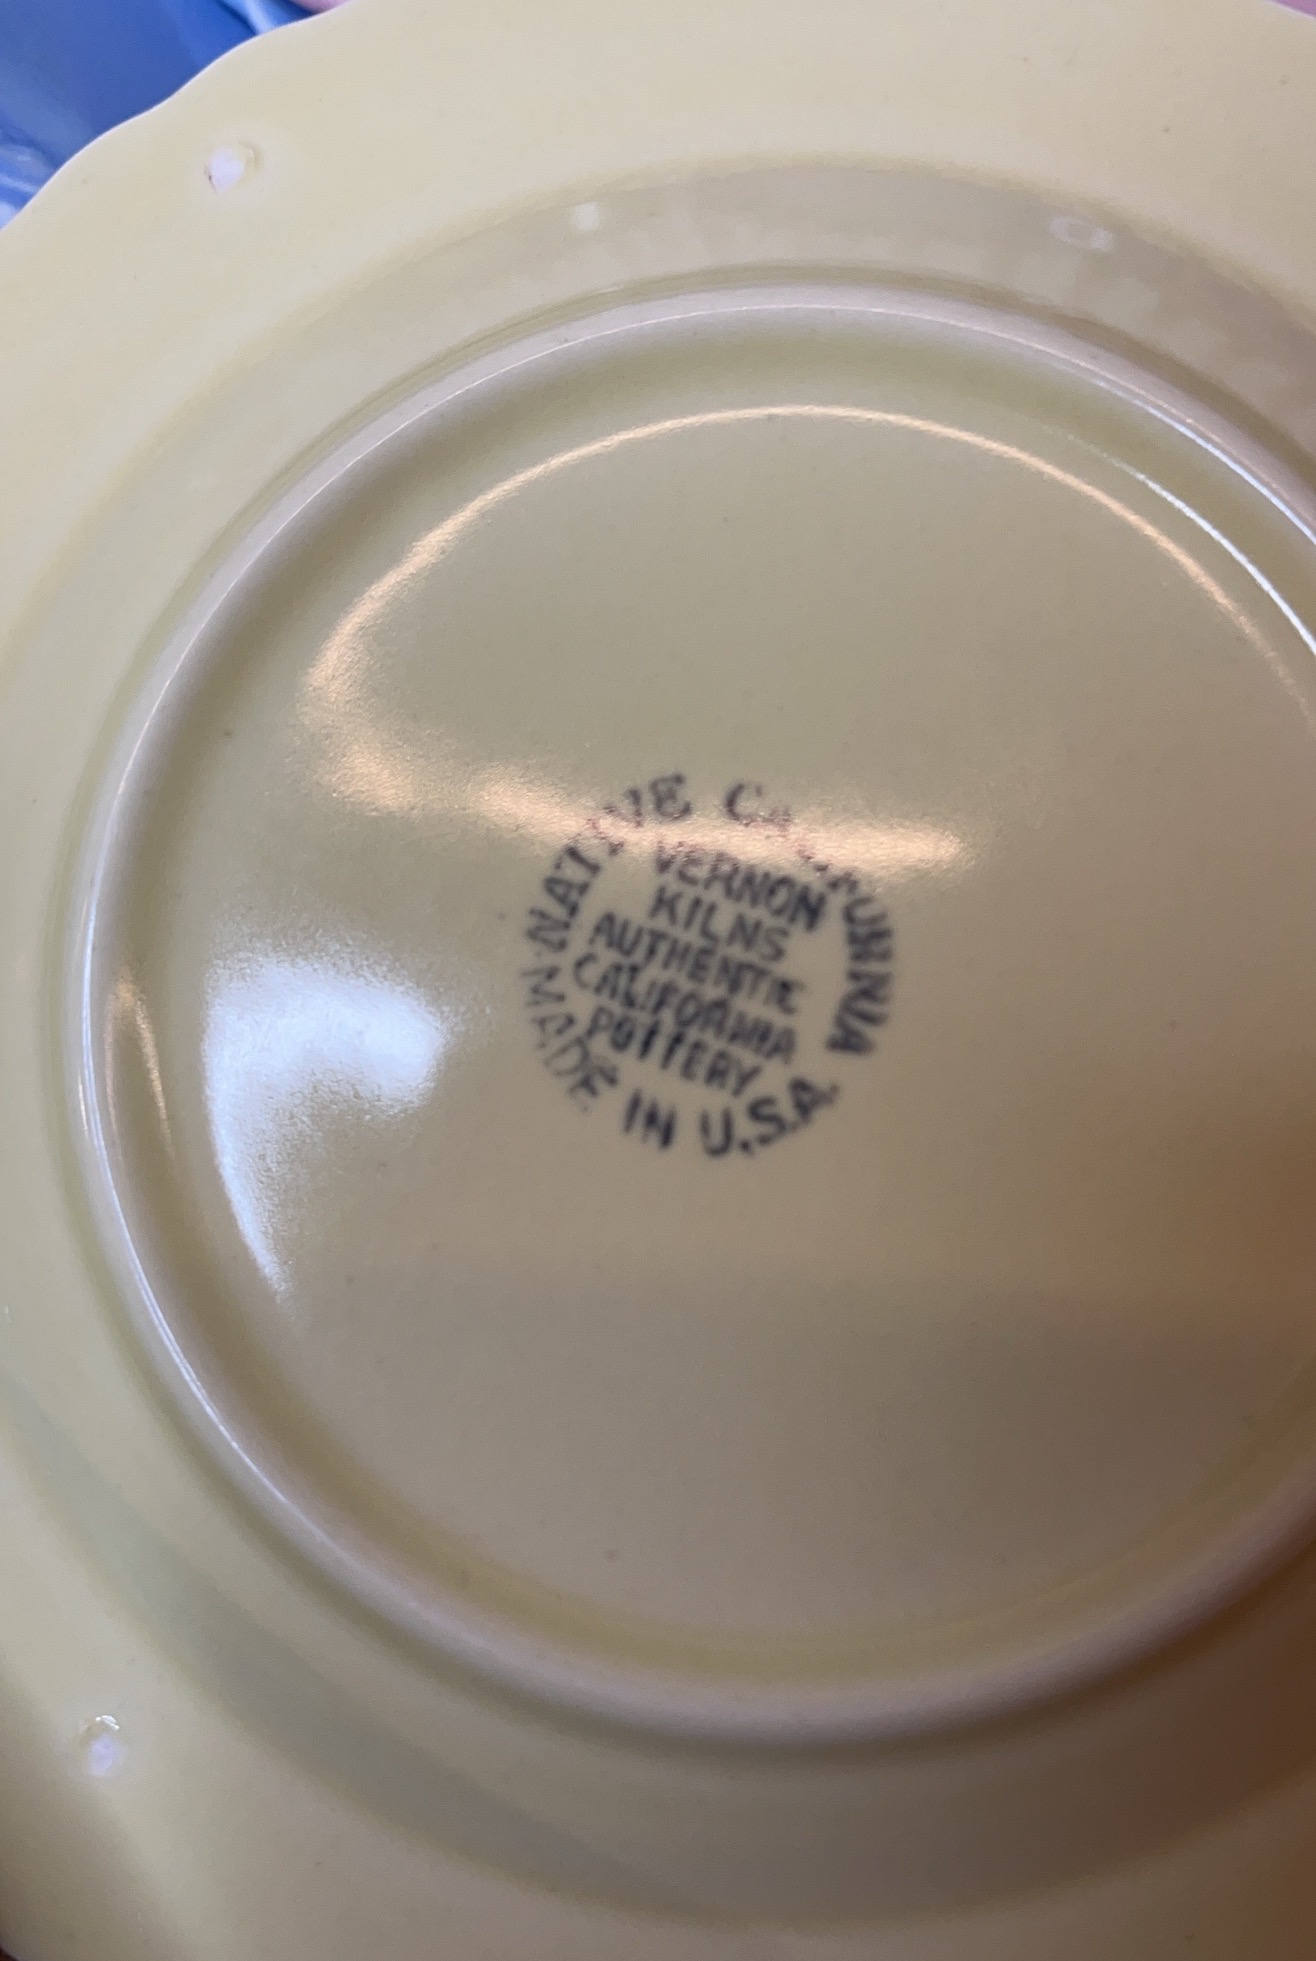 NATIVE CALIFORNIA
VERNON
KILNS
AUTHENTIC
CALIFORNIA
POTTERY
MADE IN U.S.A.